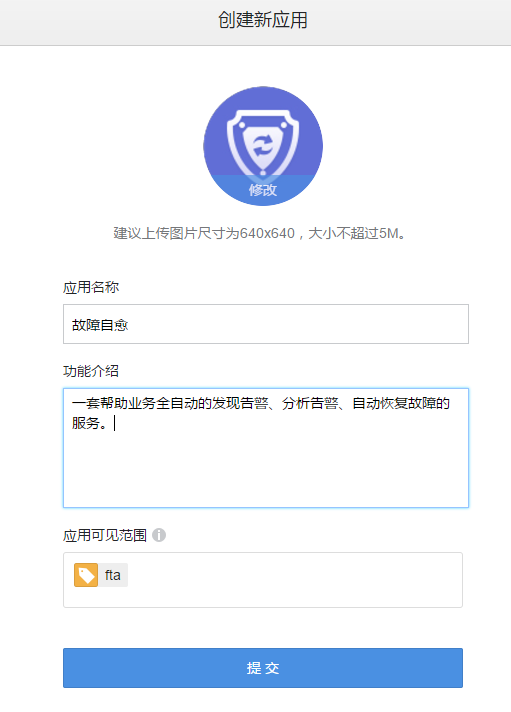 创建新应用
修改
建议上传图片尺寸为640x640，大小不超过5M。
应用名称
故障自愈
功能介绍
一套帮助业务全自动的发现告警、分析告警、自动恢复故障的
服务。
应用可见范围
fta
提 交